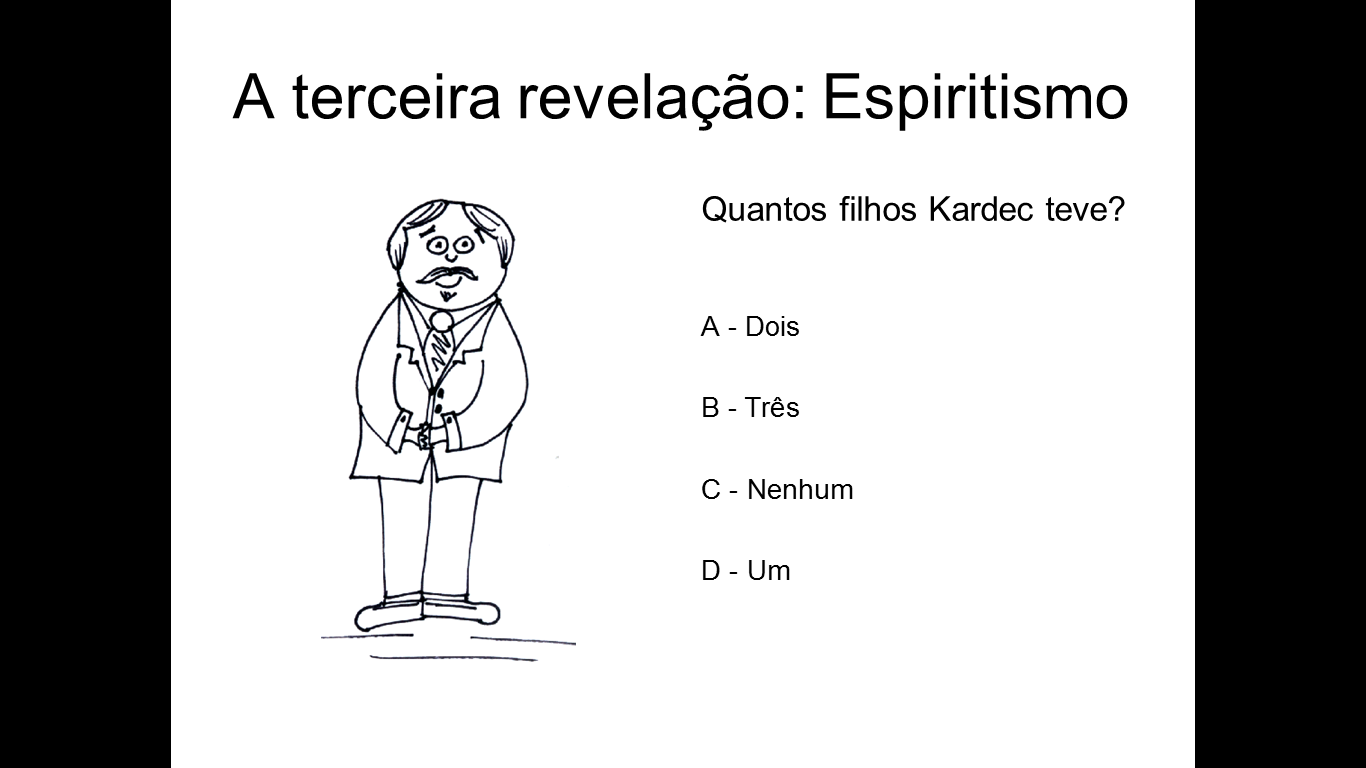 A terceira revelação: Espiritismo
Quantos filhos Kardec teve?
A - Dois
B - Três
C - Nenhum
D - Um